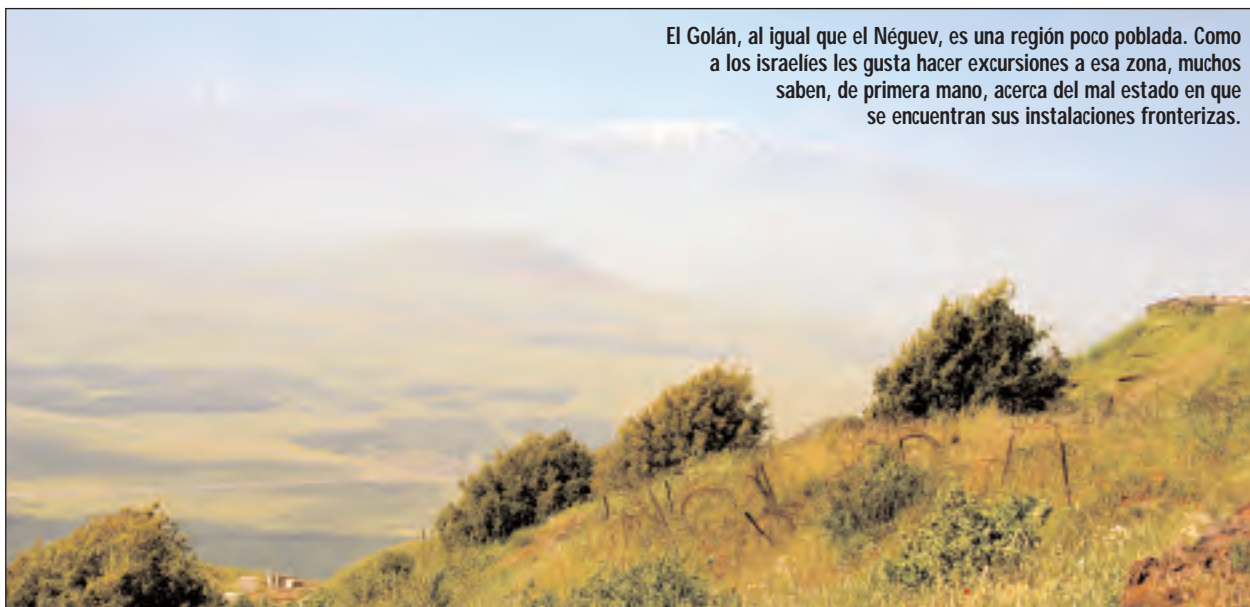 El Golán, al igual que el Néguev, es una región poco poblada. Como
a los israelíes les gusta hacer excursiones a esa zona, muchos
saben, de primera mano, acerca del mal estado en que
se encuentran sus instalaciones fronterizas.